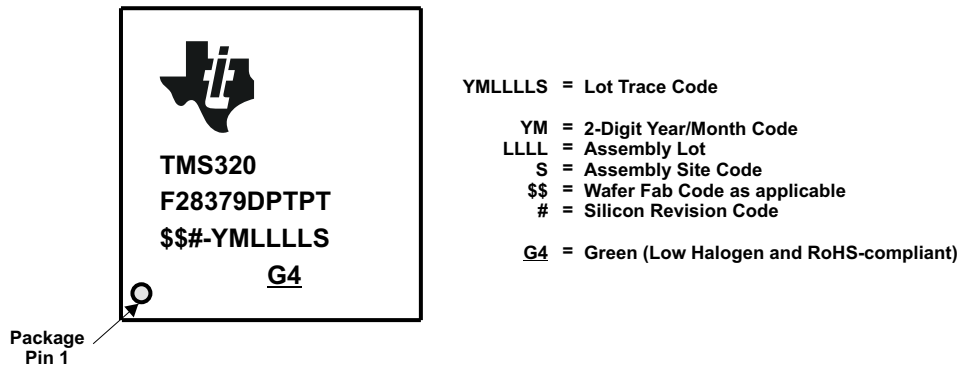 TMS320
F28379DPTPT
$$#-YMLLLLS
G4
Package
Pin 1
YMLLLLS = Lot Trace Code
YM = 2-Digit Year/Month Code
LLLL = Assembly Lot
S = Assembly Site Code
$$ = Wafer Fab Code as applicable
# = Silicon Revision Code
G4 = Green (Low Halogen and RoHS-compliant)